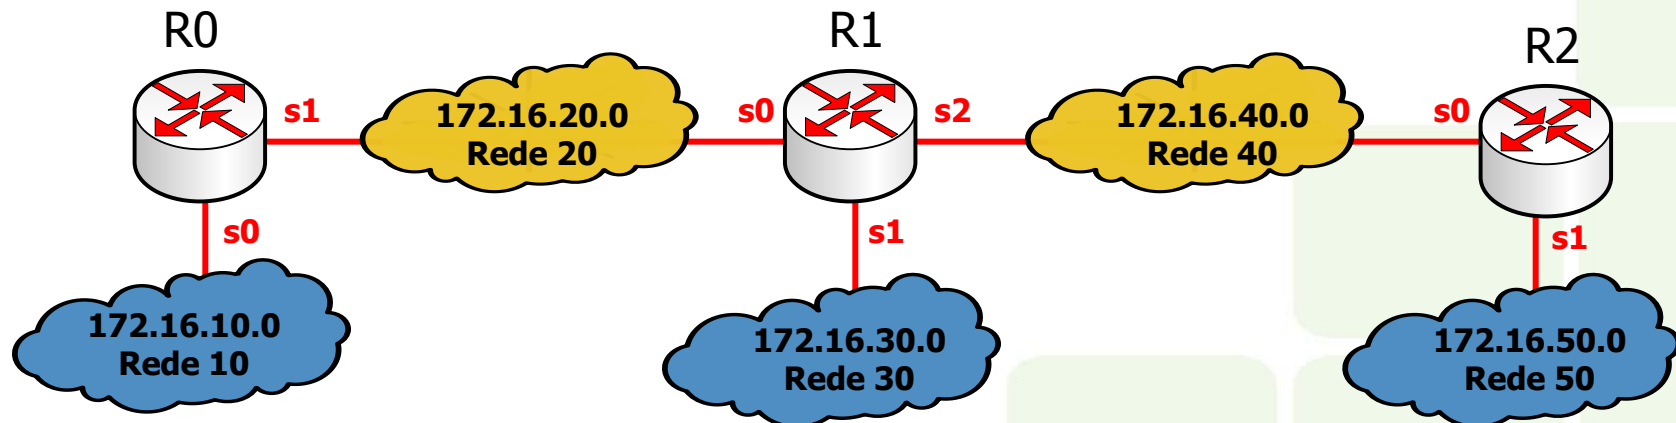 R0
R1
R2
s1
172.16.20.0
Rede 20
s0
s2
172.16.40.0
Rede 40
s0
s0
s1
s1
172.16.10.0
Rede 10
172.16.30.0
Rede 30
172.16.50.0
Rede 50